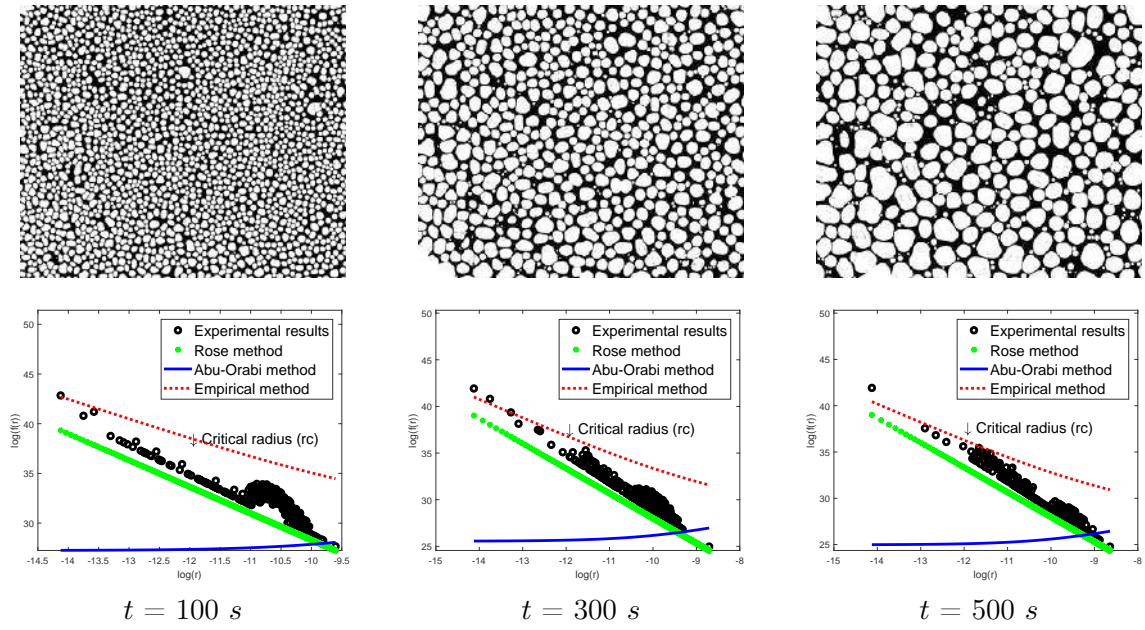 50
45
40
35
30
log(f(r))
Experimental results
Rose method
Abu-Orabi method
Empirical method
↓ Critical radius (rc)
-14.5 -14 -13.5 -13 -12.5 -12 -11.5 -11 -10.5 -10 -9.5
log(r)
t = 100 s
50
45
40
35
30
25
log(f(r))
Experimental results
Rose method
Abu-Orabi method
Empirical method
↓ Critical radius (rc)
-15 -14 -13 -12 -11 -10 -9 -8
log(r)
t = 300 s
50
45
40
35
30
25
log(f(r))
Experimental results
Rose method
Abu-Orabi method
Empirical method
↓ Critical radius (rc)
-15 -14 -13 -12 -11 -10 -9 -8
log(r)
t = 500 s